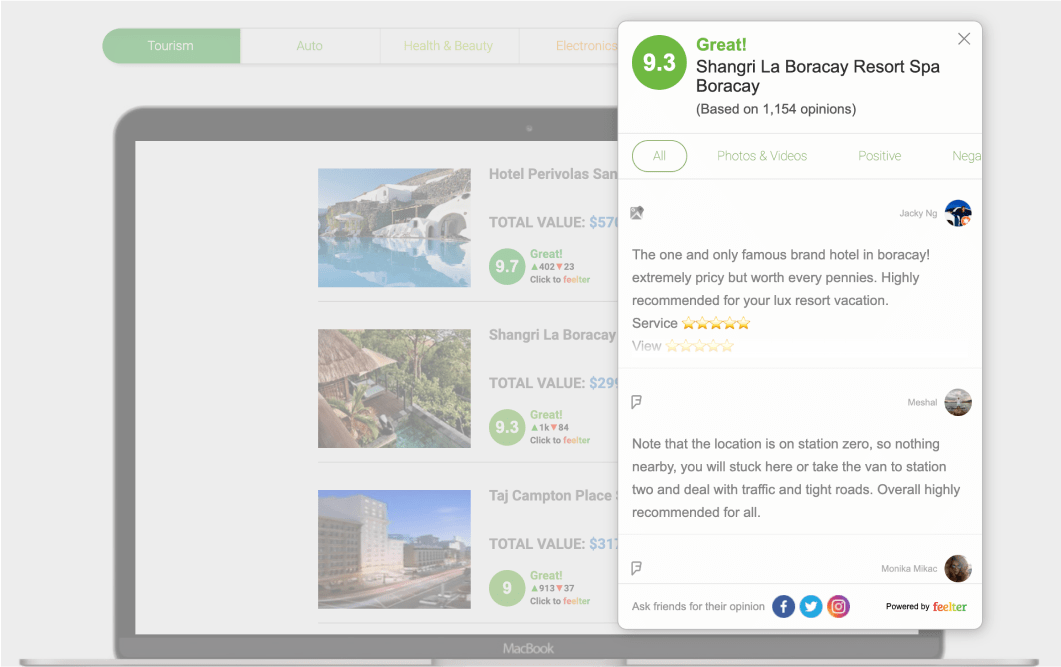 Tourism
Auto
Health & Beauty
Electronics
Hotel Perivolas San
TOTAL VALUE: $570
9.7
Great!
▲402▼23
Click to feelter
Shangri La Boracay
TOTAL VALUE: $299
9.3
Great!
▲1k▼84
Click to feelter
Taj Campton Place
TOTAL VALUE: $317
9
Great!
▲913▼37
Click to feelter
MacBook
9.3
Great!
Shangri La Boracay Resort Spa
Boracay
(Based on 1,154 opinions)
All
Photos & Videos
Positive
Nega
Jacky Ng
The one and only famous brand hotel in boracay!
extremely pricy but worth every pennies. Highly
recommended for your lux resort vacation.
Service ⭐⭐⭐⭐⭐
View ⭐⭐⭐⭐⭐
Meshal
Note that the location is on station zero, so nothing
nearby, you will stuck here or take the van to station
two and deal with traffic and tight roads. Overall highly
recommended for all.
Monika Mikac
Ask friends for their opinion
Powered by feelter